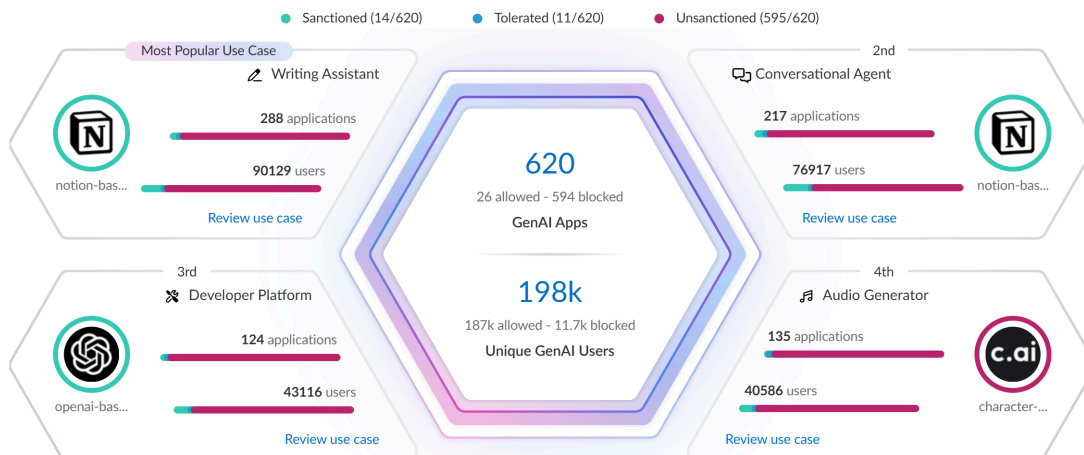 Sanctioned (14/620) Tolerated (11/620) Unsanctioned (595/620)
Most Popular Use Case
Writing Assistant
288 applications
90129 users
notion-bas...
Review use case
2nd
Conversational Agent
217 applications
76917 users
notion-bas...
Review use case
620
26 allowed - 594 blocked
GenAI Apps
198k
187k allowed - 11.7k blocked
Unique GenAI Users
3rd
Developer Platform
124 applications
43116 users
openai-bas...
Review use case
4th
Audio Generator
135 applications
40586 users
c.ai
character-...
Review use case